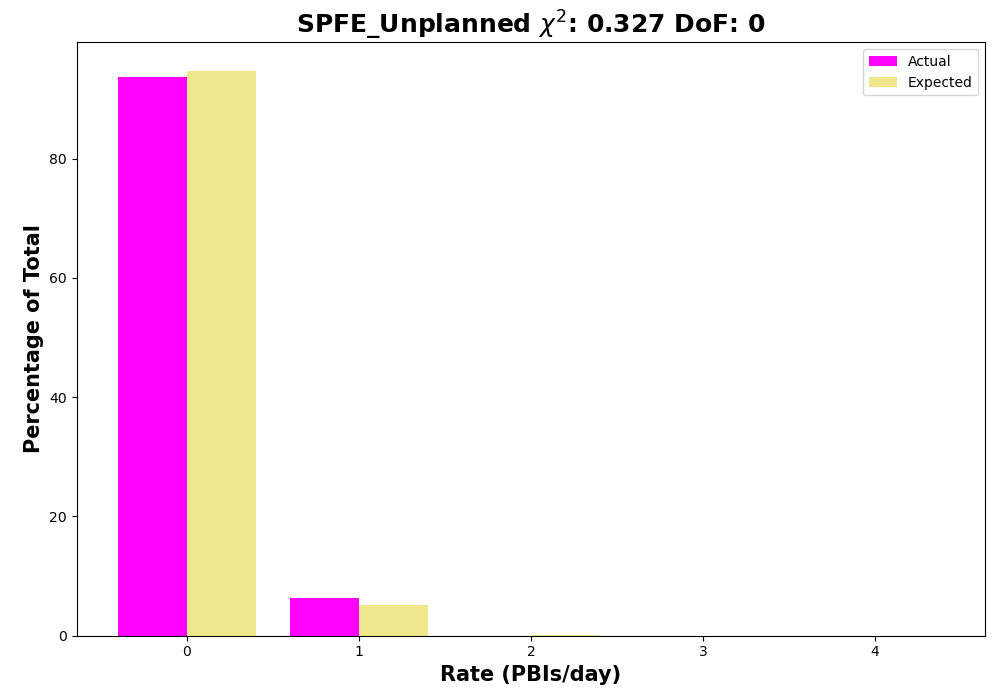 SPFE_Unplanned χ²: 0.327 DoF: 0
Actual
Expected
Percentage of Total
80
60
40
20
0
0 1 2 3 4
Rate (PBIs/day)